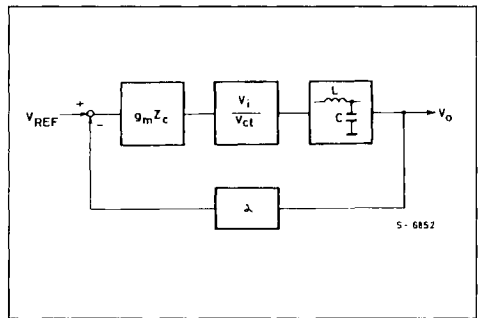 +
V_REF
-
g_m Z_c
V_i
V_ct
L
C
V_o
λ
S-6852